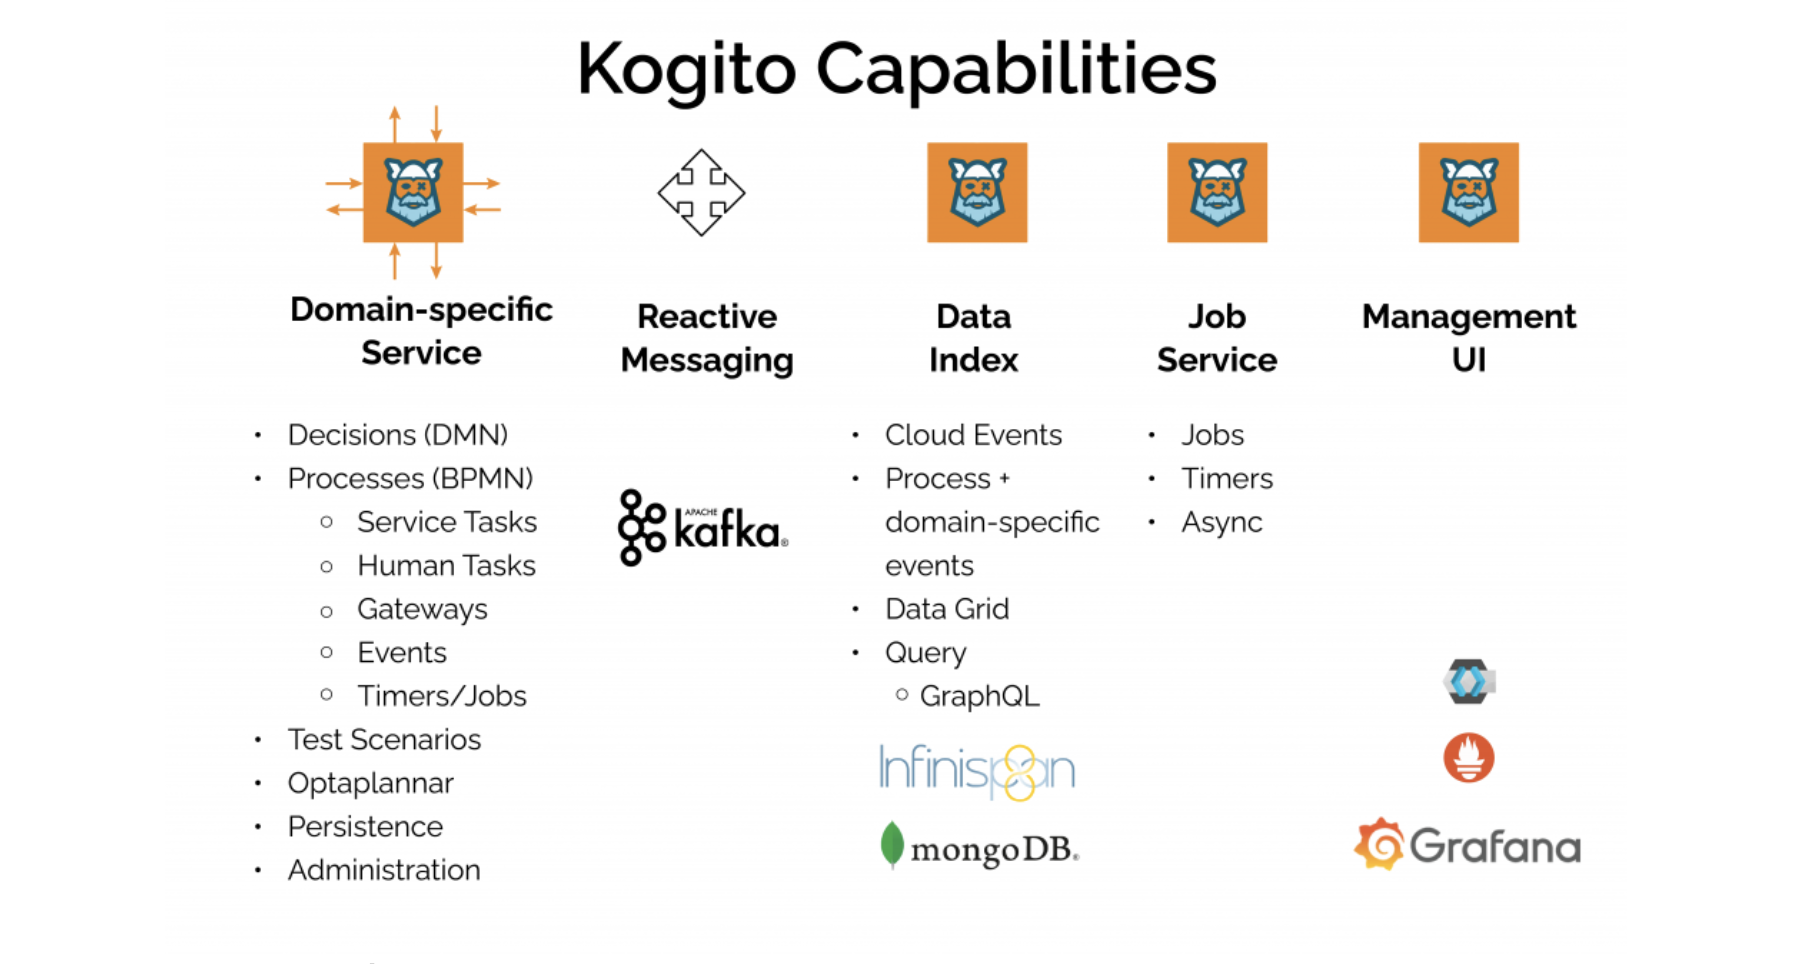 Kogito Capabilities
Domain-specific
Service
Reactive
Messaging
Data
Index
Job
Service
Management
UI
• Decisions (DMN)
• Processes (BPMN)
○ Service Tasks
○ Human Tasks
○ Gateways
○ Events
○ Timers/Jobs
• Test Scenarios
• Optaplannar
• Persistence
• Administration
APACHE
kafka®
• Cloud Events
• Process +
domain-specific
events
• Data Grid
• Query
○ GraphQL
Infinispan
mongoDB®
• Jobs
• Timers
• Async
Grafana